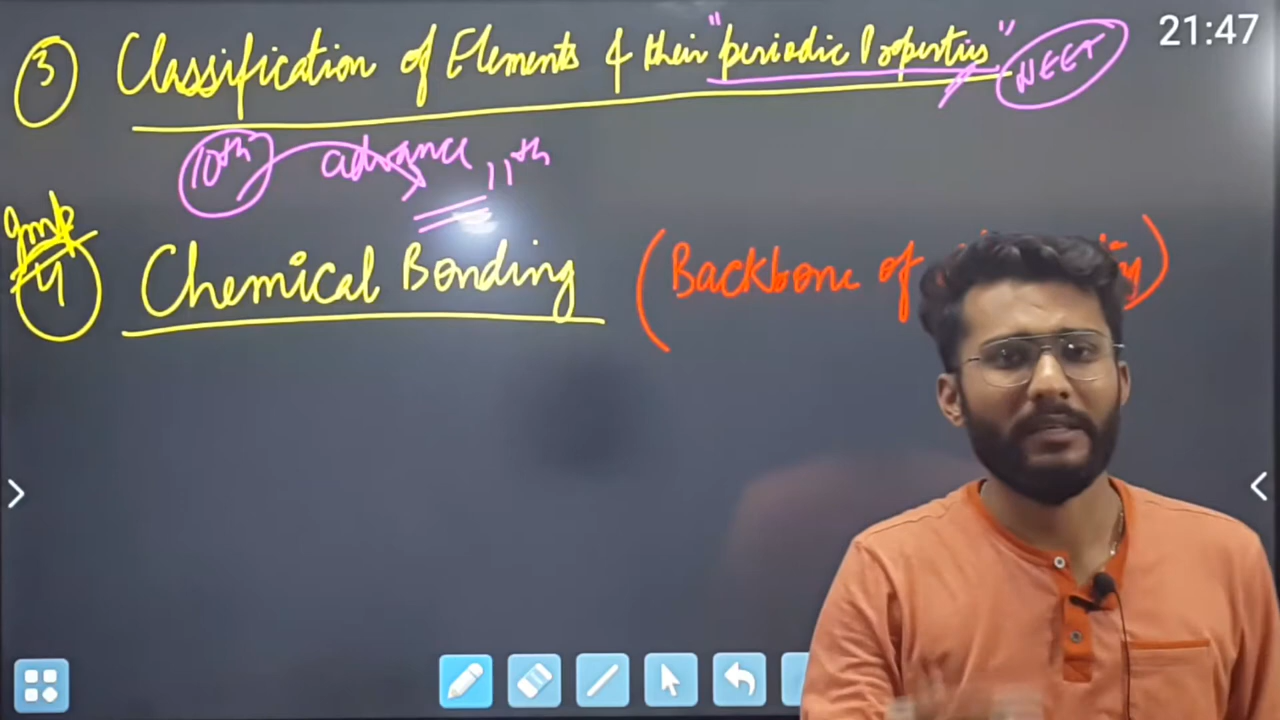 21:47
③ Classification of Elements & their "periodic Properties" NEET
10th advance 11th
Imp
④ Chemical Bonding (Backbone of